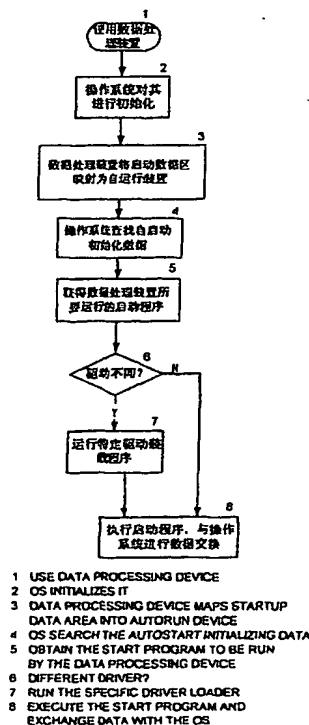 1
使用数据处
理装置
2
操作系统对其
进行初始化
3
数据处理装置将启动数据区
映射为自运行装置
4
操作系统查找自启动
初始化数据
5
获得数据处理装置所
要运行的启动程序
6
驱动不同?
N
Y
7
运行特定驱动装
载程序
8
执行启动程序，与操作
系统进行数据交换
1 USE DATA PROCESSING DEVICE
2 OS INITIALIZES IT
3 DATA PROCESSING DEVICE MAPS STARTUP
DATA AREA INTO AUTORUN DEVICE
4 OS SEARCH THE AUTOSTART INITIALIZING DATA
5 OBTAIN THE START PROGRAM TO BE RUN
BY THE DATA PROCESSING DEVICE
6 DIFFERENT DRIVER?
7 RUN THE SPECIFIC DRIVER LOADER
8 EXECUTE THE START PROGRAM AND
EXCHANGE DATA WITH THE OS